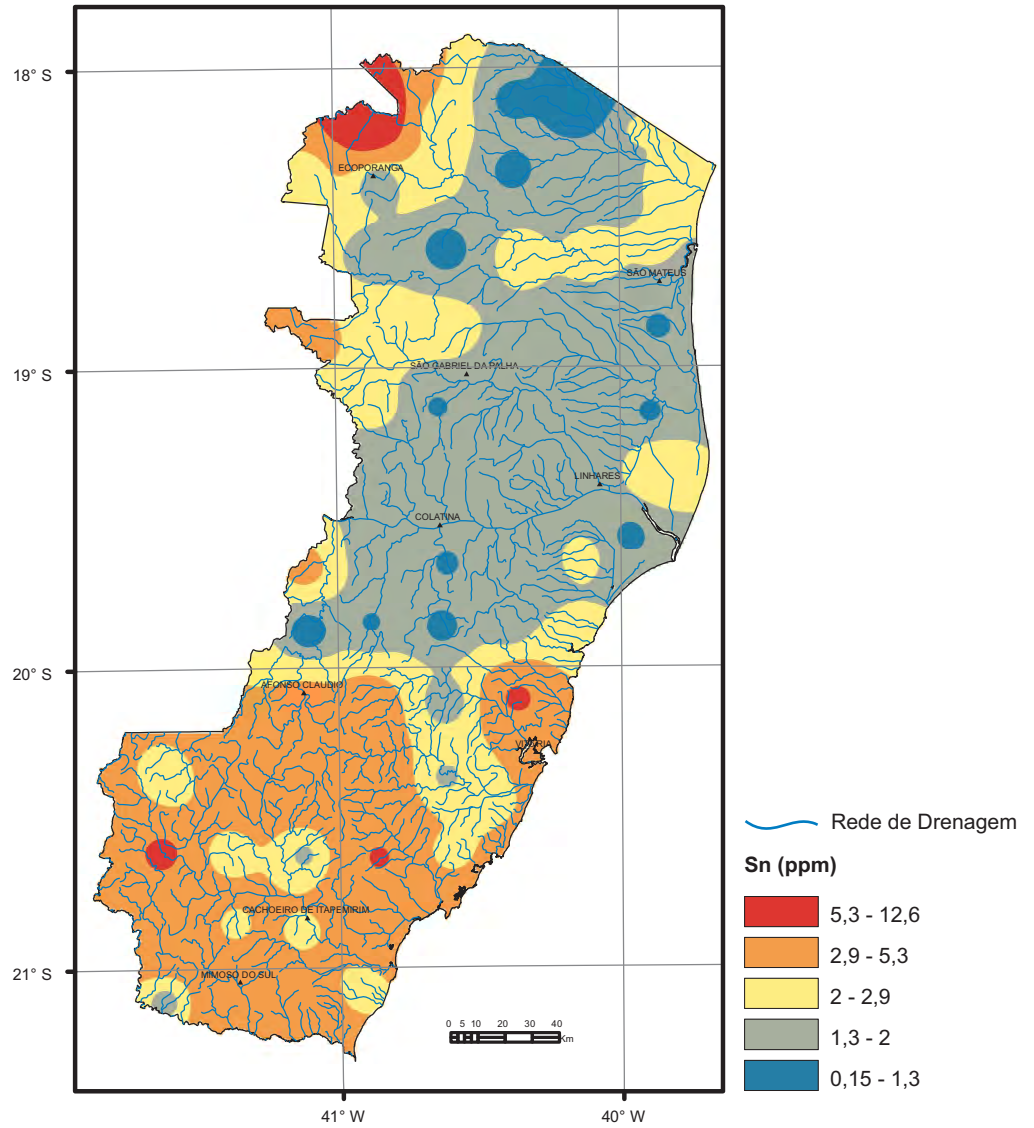 18° S
ECOPORANGA
SÃO MATEUS
19° S
SÃO GABRIEL DA PALHA
LINHARES
COLATINA
20° S
AFONSO CLAUDIO
VITÓRIA
CACHOEIRO DE ITAPEMIRIM
21° S
MIMOSO DO SUL
0 5 10 20 30 40
Km
41° W
40° W
Rede de Drenagem
Sn (ppm)
5,3 - 12,6
2,9 - 5,3
2 - 2,9
1,3 - 2
0,15 - 1,3